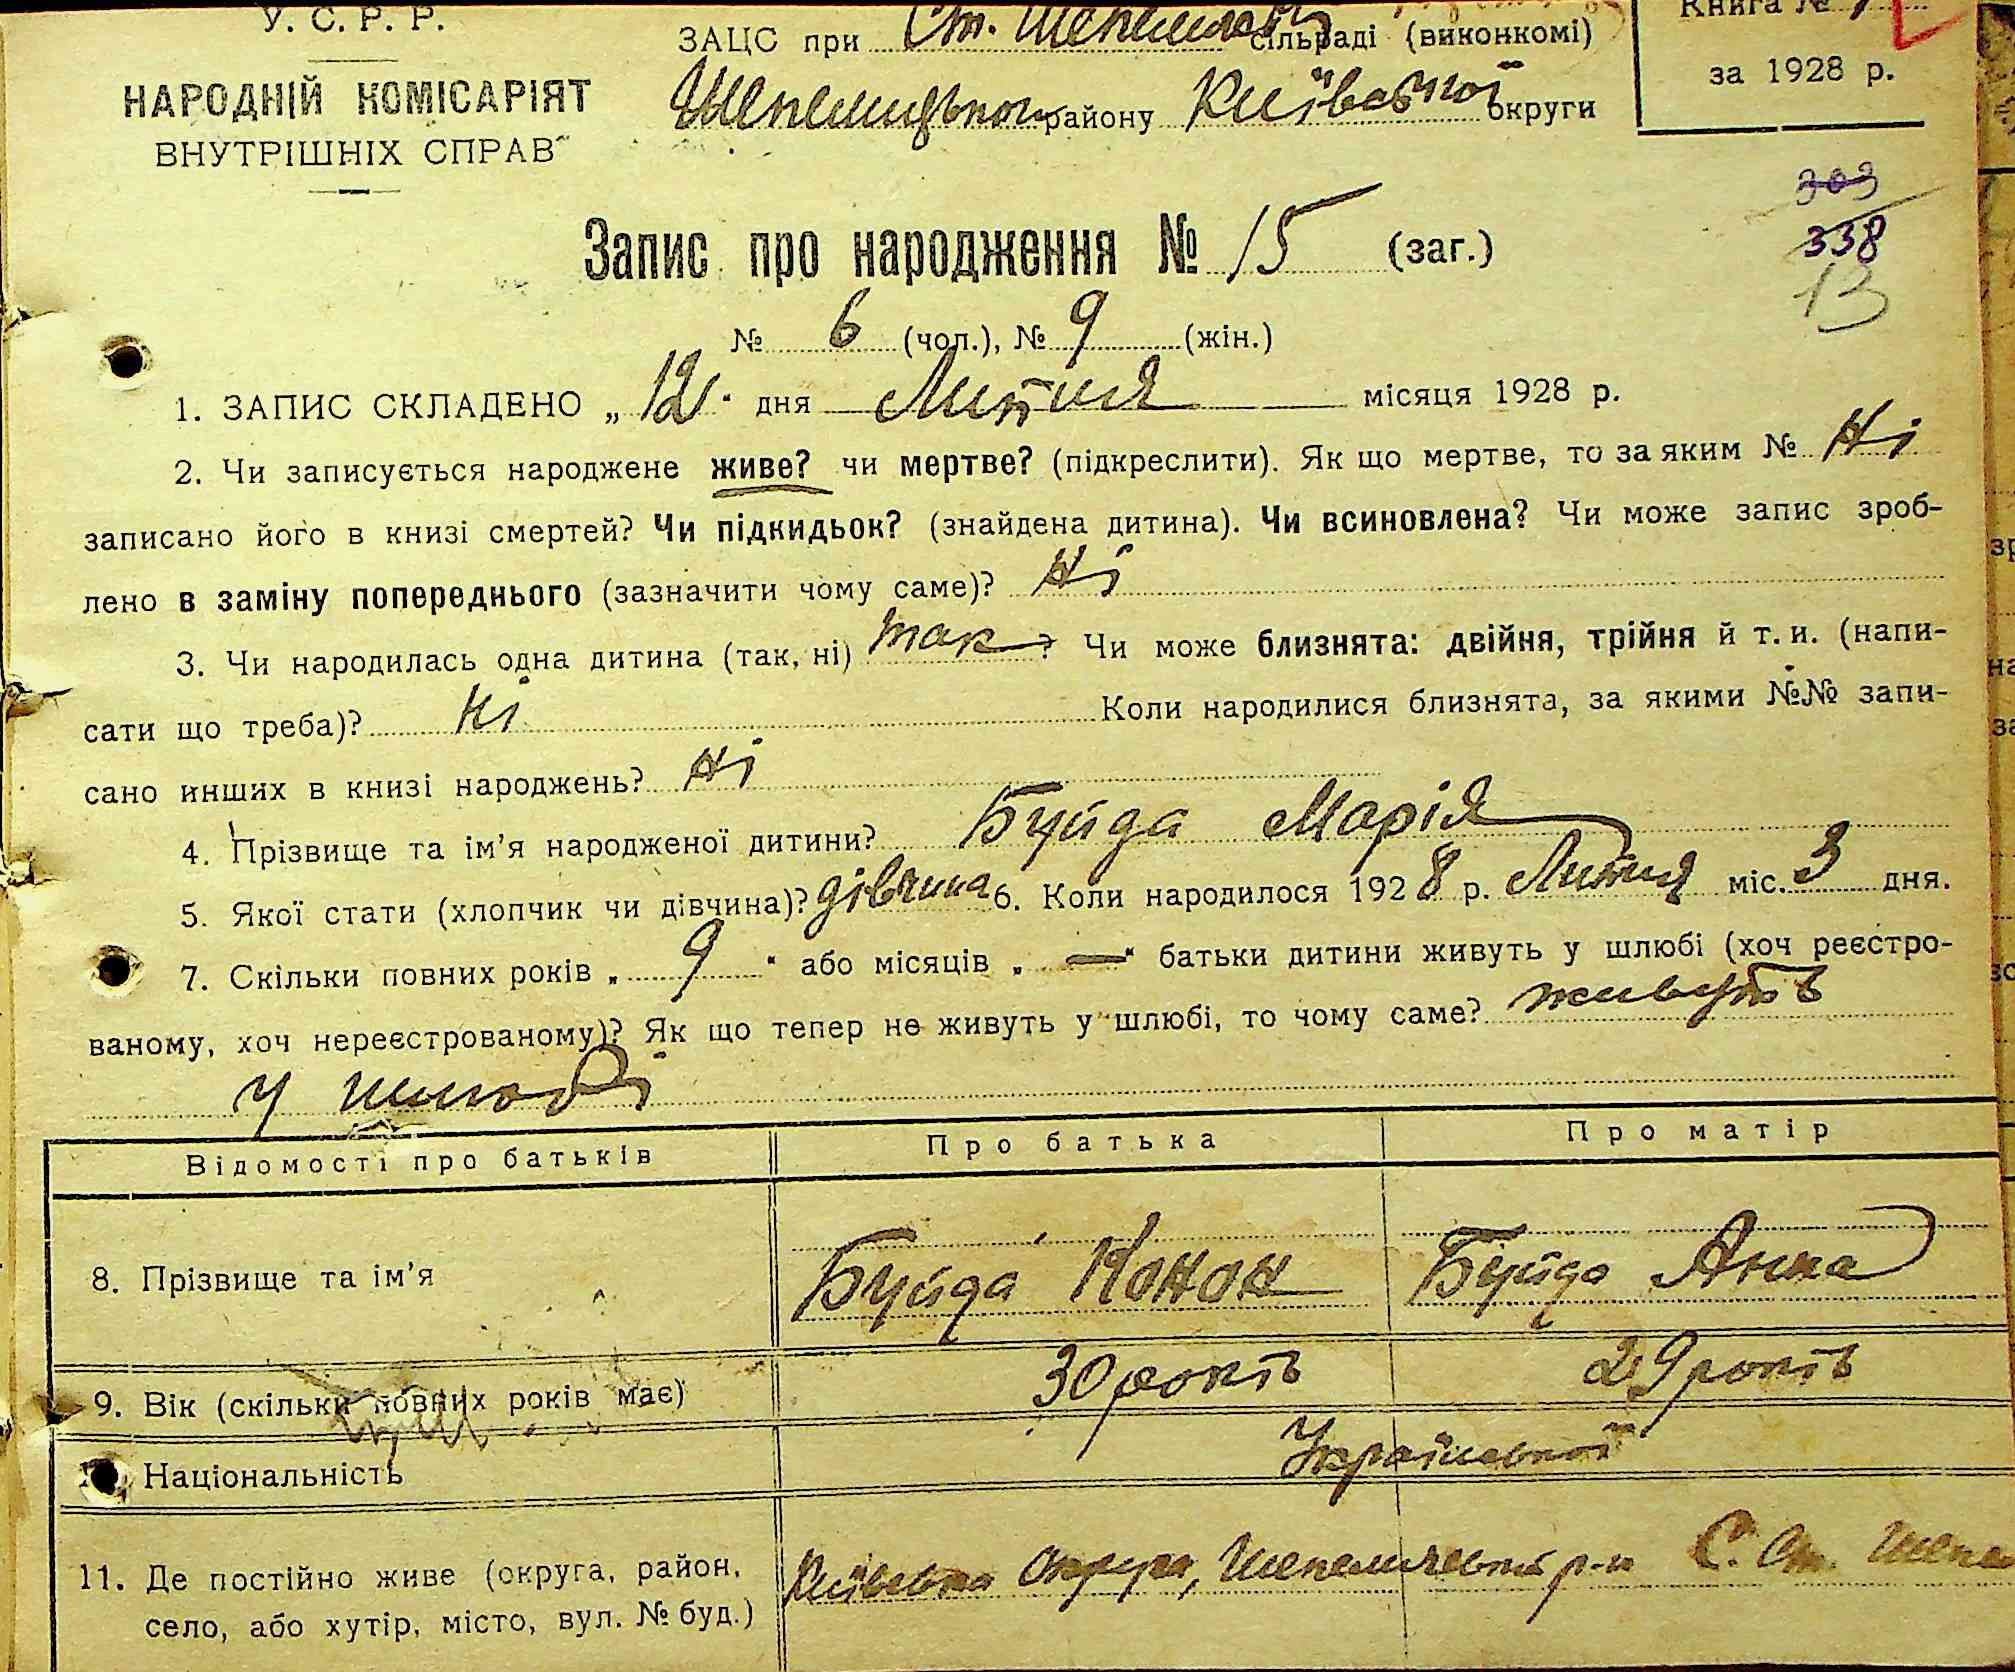 У. С. Р. Р.
НАРОДНІЙ КОМІСАРІЯТ
ВНУТРІШНІХ СПРАВ
ЗАЦС при Ст. Шепелицькій сільраді (виконкомі)
Шепелицького району Київської округи
Книга №
за 1928 р.
303
338
13
Запис про народження № 15 (заг.)
№ 6 (чол.), № 9 (жін.)
1. ЗАПИС СКЛАДЕНО „ 12 " дня Липня місяця 1928 р.
2. Чи записується народжене живе? чи мертве? (підкреслити). Як що мертве, то за яким № Ні
записано його в книзі смертей? Чи підкидьок? (знайдена дитина). Чи всиновлена? Чи може запис зроб-
лено в заміну попереднього (зазначити чому саме)? Ні
3. Чи народилась одна дитина (так, ні) так ? Чи може близнята: двійня, трійня й т. и. (напи-
сати що треба)? Ні Коли народилися близнята, за якими №№ запи-
сано инших в книзі народжень? Ні
4. Прізвище та ім'я народженої дитини? Буйда Марія
5. Якої стати (хлопчик чи дівчина)? дівчина 6. Коли народилося 1928 р. Липня міс. 3 дня.
7. Скільки повних років „ 9 " або місяців „ — " батьки дитини живуть у шлюбі (хоч реєстро-
ваному, хоч нереєстрованому)? Як що тепер не живуть у шлюбі, то чому саме? живуть
у шлюбі
Відомості про батьків Про батька Про матір
8. Прізвище та ім'я Буйда Конон Буйда Анна
9. Вік (скільки повних років має) 30 років 29 років
Національність Української
11. Де постійно живе (округа, район, Київська Округа, Шепеличський р-н С. Ст. Шепел
село, або хутір, місто, вул. № буд.)